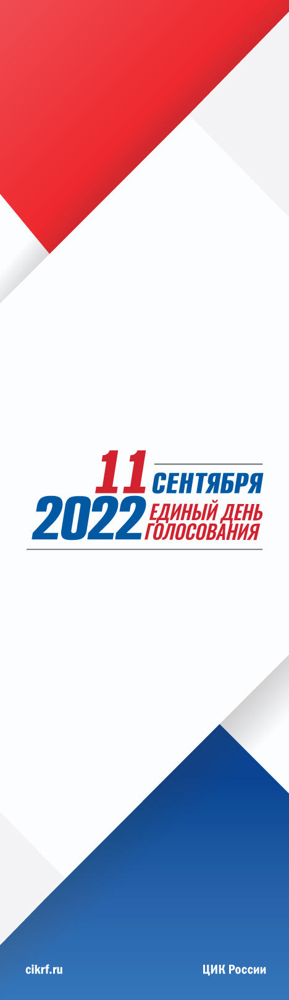 11 СЕНТЯБРЯ
2022 ЕДИНЫЙ ДЕНЬ
ГОЛОСОВАНИЯ
cikrf.ru
ЦИК России